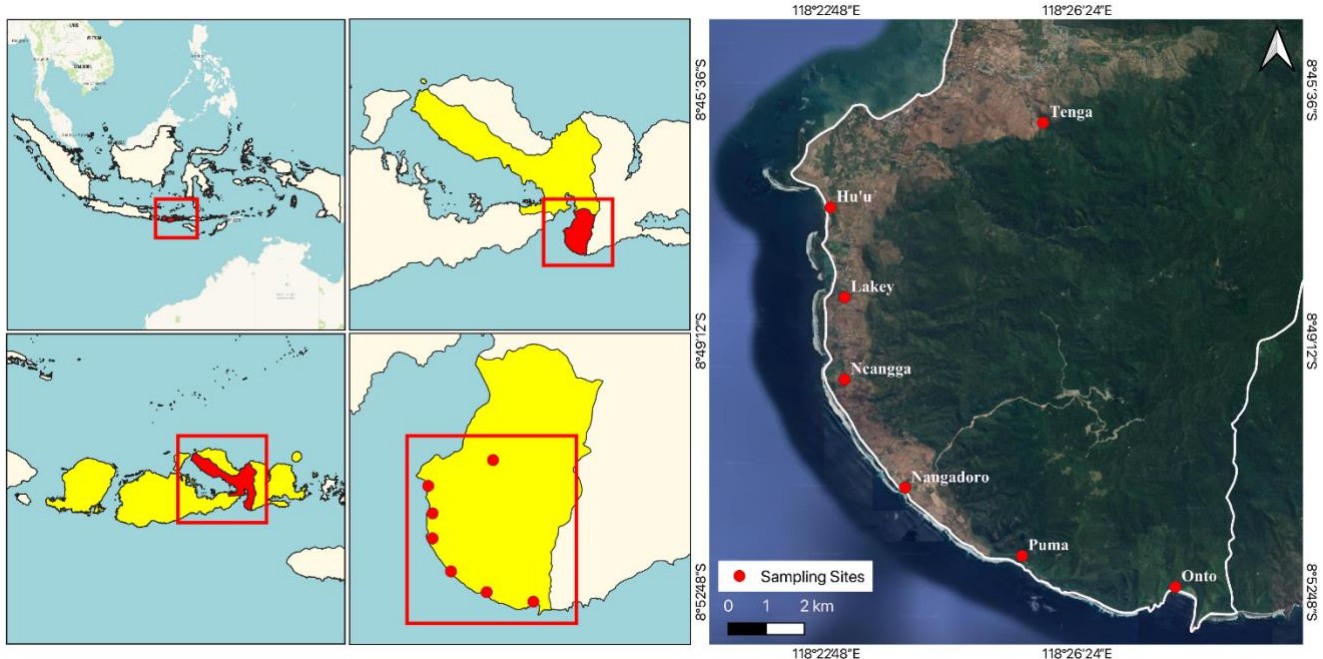 118°22'48"E
118°26'24"E
8°45'36"S
8°45'36"S
Tenga
Hu'u
Lakey
8°49'12"S
8°49'12"S
Ncangga
Nangadoro
Puma
Onto
Sampling Sites
0 1 2 km
8°52'48"S
8°52'48"S
118°22'48"E
118°26'24"E